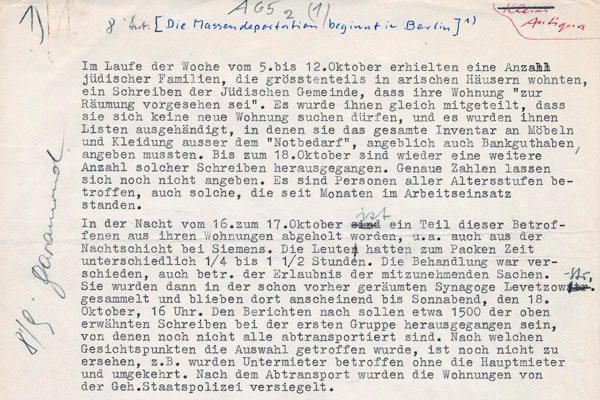 1)
AG5 2 (1)
8 [Die Massendeportation beginnt in Berlin] 1)
Klein
Antiqua
Im Laufe der Woche vom 5.bis 12.Oktober erhielten eine Anzahl
jüdischer Familien, die grösstenteils in arischen Häusern wohnten,
ein Schreiben der Jüdischen Gemeinde, dass ihre Wohnung "zur
Räumung vorgesehen sei". Es wurde ihnen gleich mitgeteilt, dass
sie sich keine neue Wohnung suchen dürfen, und es wurden ihnen
Listen ausgehändigt, in denen sie das gesamte Inventar an Möbeln
und Kleidung ausser dem "Notbedarf", angeblich auch Bankguthaben,
angeben mussten. Bis zum 18.Oktober sind wieder eine weitere
Anzahl solcher Schreiben herausgegangen. Genaue Zahlen lassen
sich noch nicht angeben. Es sind Personen aller Altersstufen be-
troffen, auch solche, die seit Monaten im Arbeitseinsatz
standen.
In der Nacht vom 16.zum 17.Oktober sind ist ein Teil dieser Betrof-
fenen aus ihren Wohnungen abgeholt worden, u.a. auch aus der
Nachtschicht bei Siemens. Die Leute hatten zum Packen Zeit
unterschiedlich 1/4 bis 1 1/2 Stunden. Die Behandlung war ver-
schieden, auch betr. der Erlaubnis der mitzunehmenden Sachen.
Sie wurden dann in der schon vorher geräumten Synagoge Levetzow-Str.
gesammelt und blieben dort anscheinend bis Sonnabend, den 18.
Oktober, 16 Uhr. Den Berichten nach sollen etwa 1500 der oben
erwähnten Schreiben bei der ersten Gruppe herausgegangen sein,
von denen noch nicht alle abtransportiert sind. Nach welchen
Gesichtspunkten die Auswahl getroffen wurde, ist noch nicht zu
ersehen, z.B. wurden Untermieter betroffen ohne die Hauptmieter
und umgekehrt. Nach dem Abtransport wurden die Wohnungen von
der Geh.Staatspolizei versiegelt.
Garamond